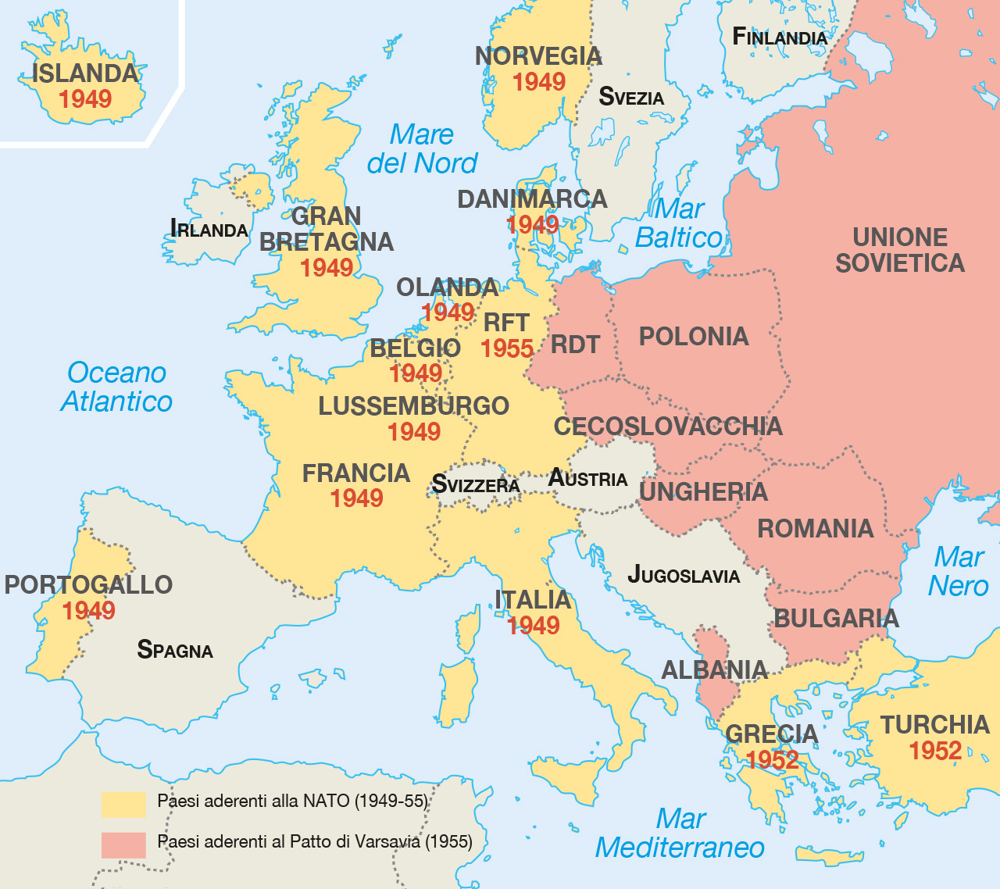 ISLANDA
1949
NORVEGIA
1949
FINLANDIA
SVEZIA
Mare
del Nord
DANIMARCA
1949
Mar
Baltico
IRLANDA
GRAN
BRETAGNA
1949
UNIONE
SOVIETICA
OLANDA
1949
RFT
1955
RDT
POLONIA
BELGIO
1949
Oceano
Atlantico
LUSSEMBURGO
1949
CECOSLOVACCHIA
FRANCIA
1949
SVIZZERA
AUSTRIA
UNGHERIA
ROMANIA
Mar
Nero
JUGOSLAVIA
PORTOGALLO
1949
SPAGNA
ITALIA
1949
BULGARIA
ALBANIA
GRECIA
1952
TURCHIA
1952
Mar
Mediterraneo
Paesi aderenti alla NATO (1949-55)
Paesi aderenti al Patto di Varsavia (1955)